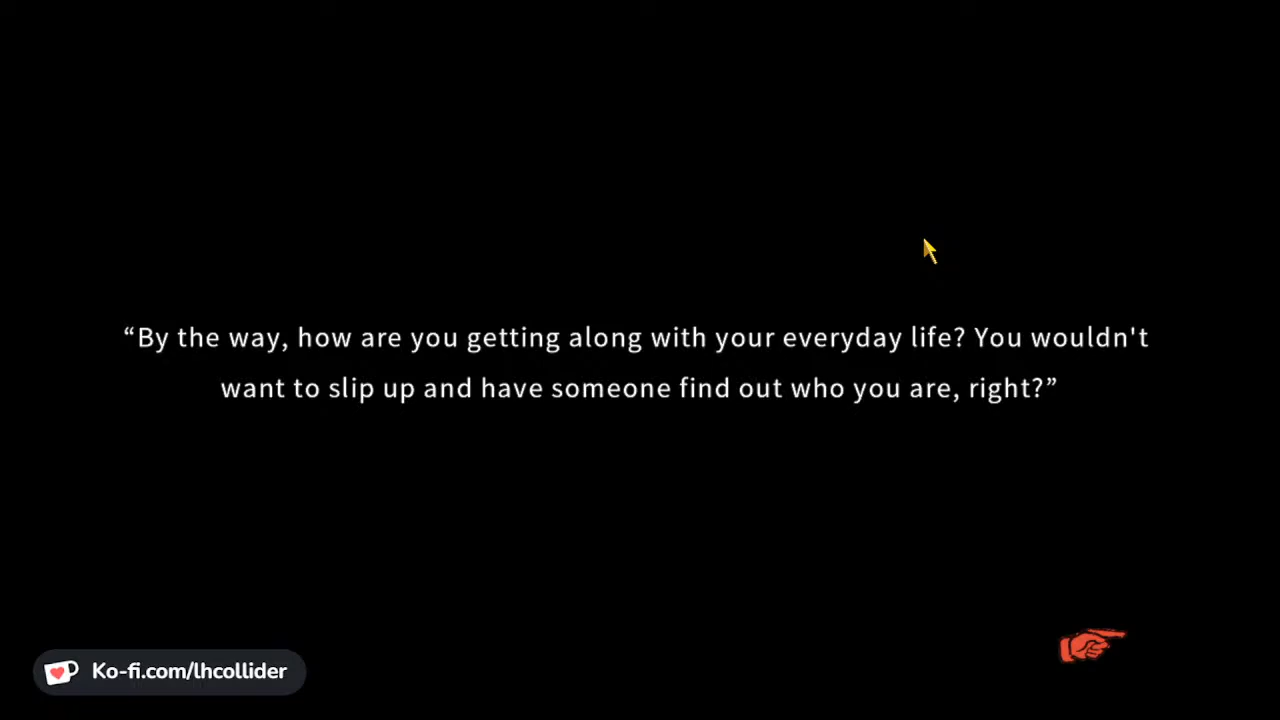 “By the way, how are you getting along with your everyday life? You wouldn't
want to slip up and have someone find out who you are, right?”
Ko-fi.com/lhcollider